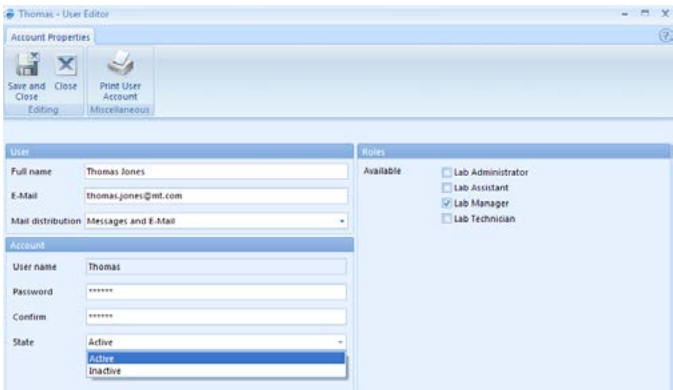 Thomas - User Editor
Account Properties
Save and Close
Close
Print User Account
Editing
Miscellaneous
User
Full name Thomas Jones
E-Mail thomas.jones@mt.com
Mail distribution Messages and E-Mail
Account
User name Thomas
Password ******
Confirm ******
State Active
Active
Inactive
Roles
Available
Lab Administrator
Lab Assistant
Lab Manager
Lab Technician